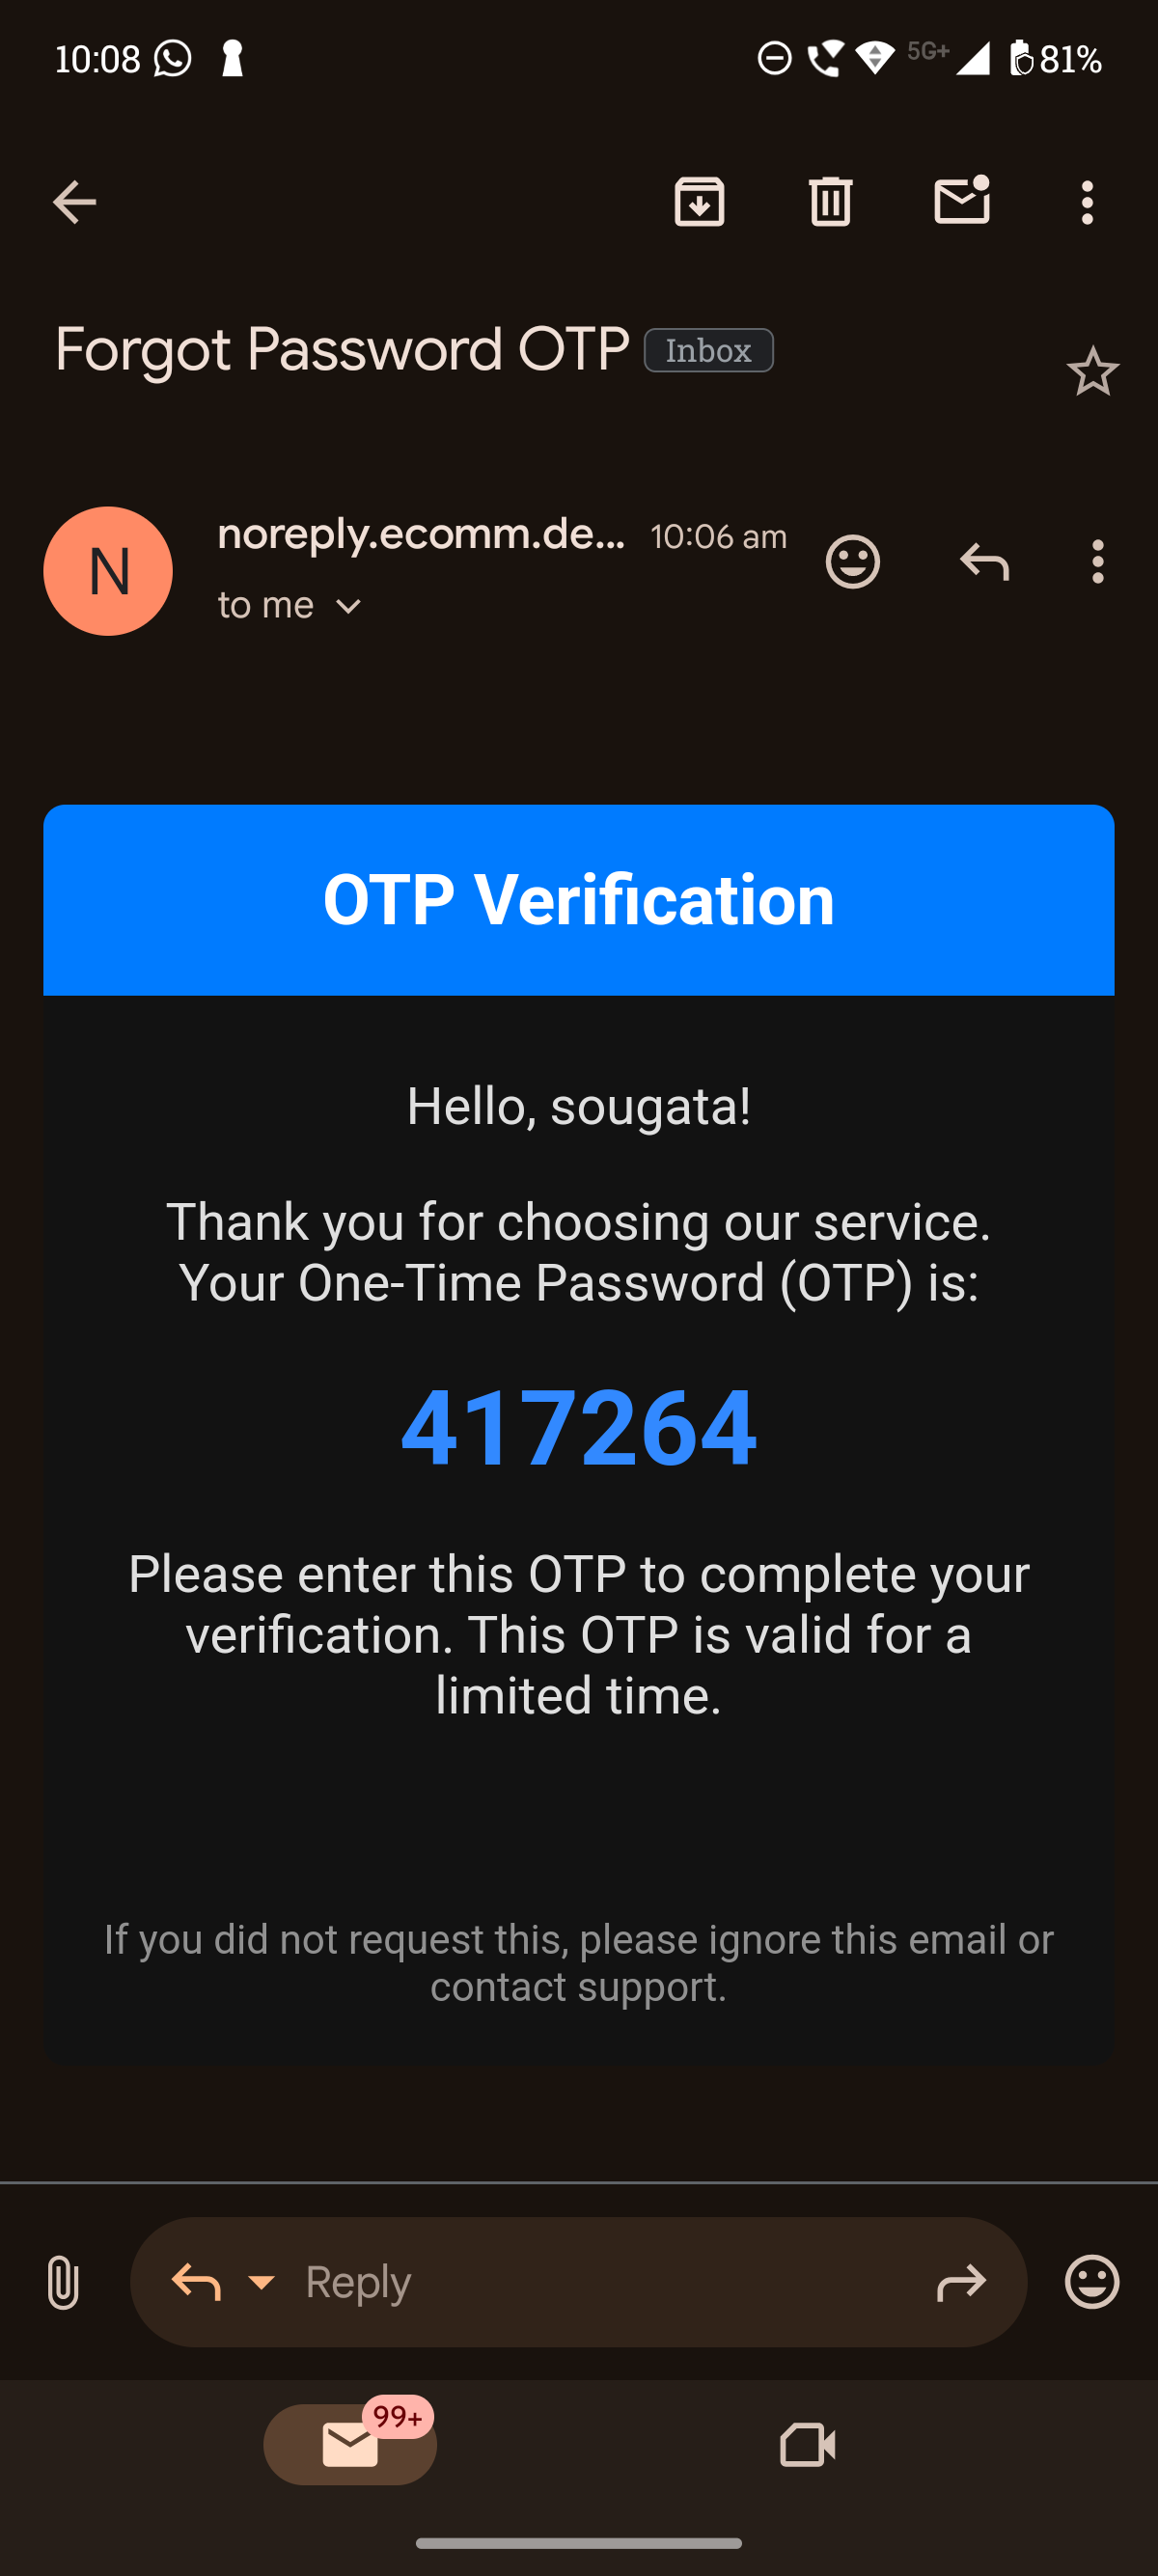 10:08
5G+
81%
Forgot Password OTP Inbox
N
noreply.ecomm.de... 10:06 am
to me
OTP Verification
Hello, sougata!
Thank you for choosing our service.
Your One-Time Password (OTP) is:
417264
Please enter this OTP to complete your
verification. This OTP is valid for a
limited time.
If you did not request this, please ignore this email or
contact support.
Reply
99+